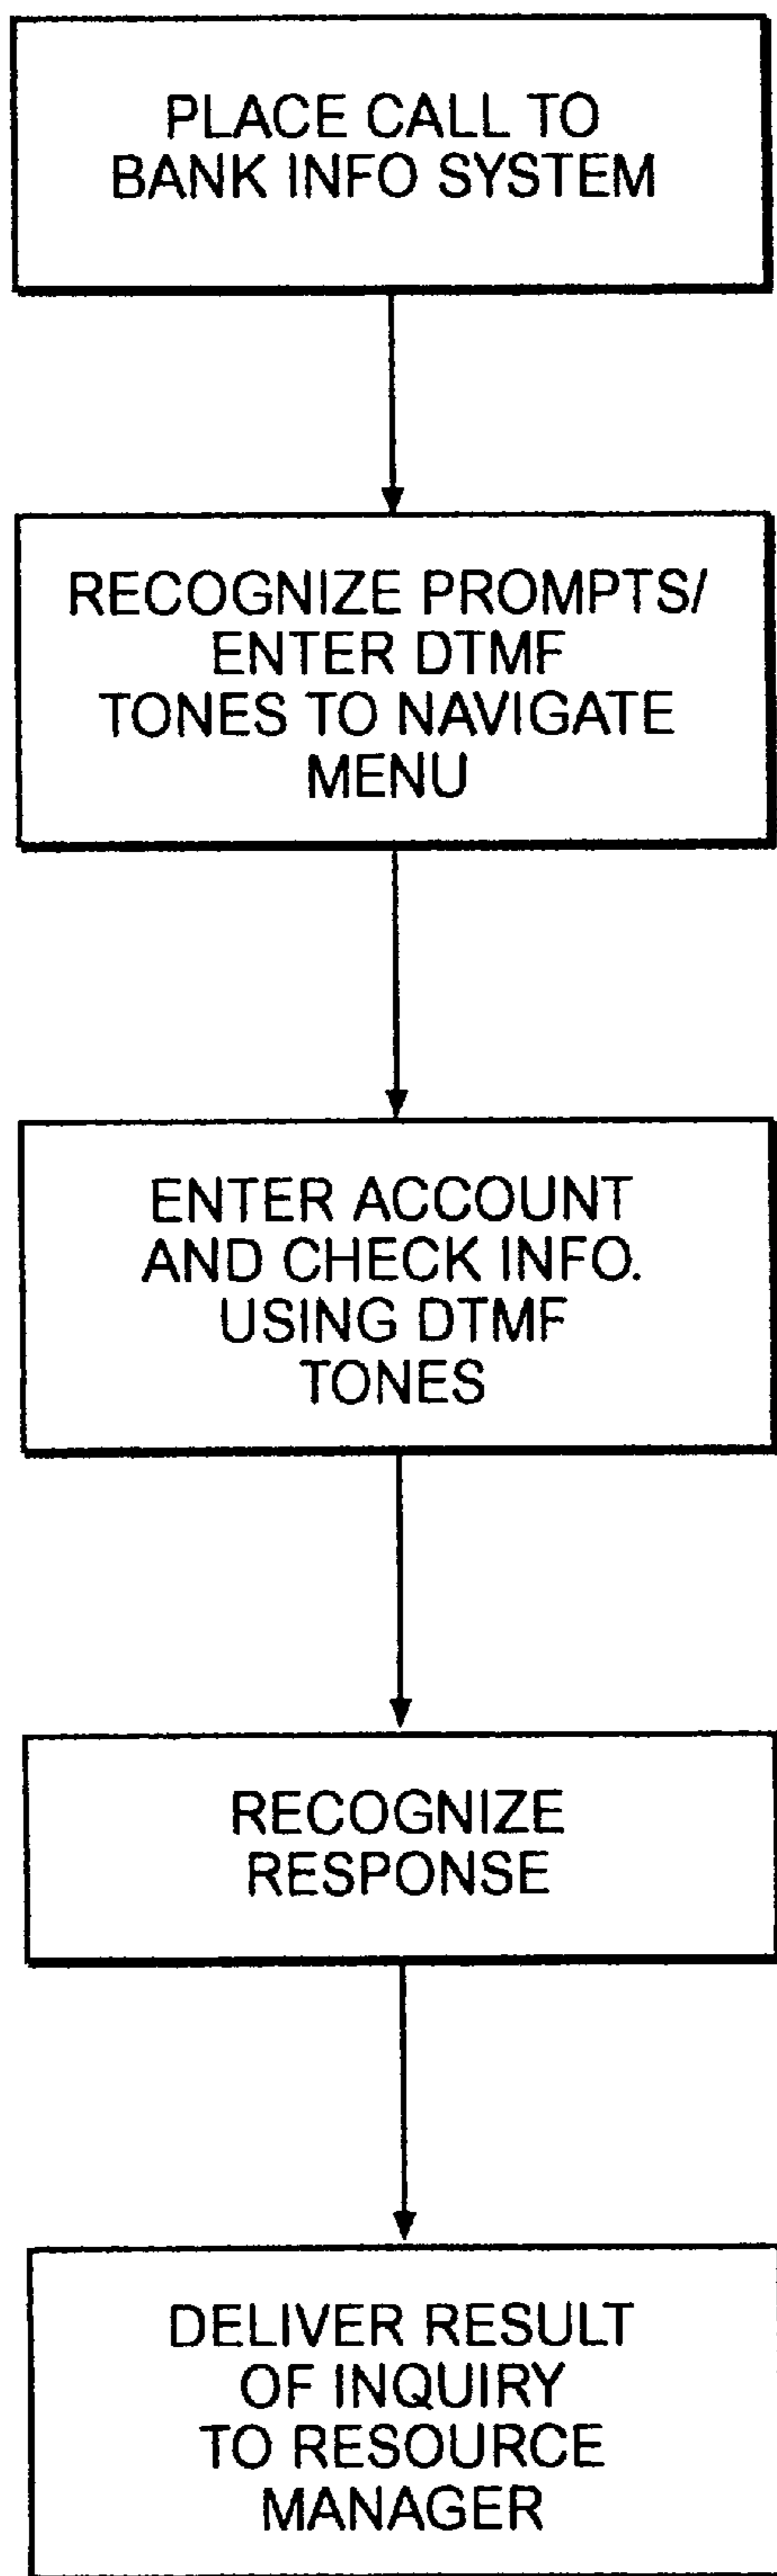 PLACE CALL TO
BANK INFO SYSTEM
RECOGNIZE PROMPTS/
ENTER DTMF
TONES TO NAVIGATE
MENU
ENTER ACCOUNT
AND CHECK INFO.
USING DTMF
TONES
RECOGNIZE
RESPONSE
DELIVER RESULT
OF INQUIRY
TO RESOURCE
MANAGER